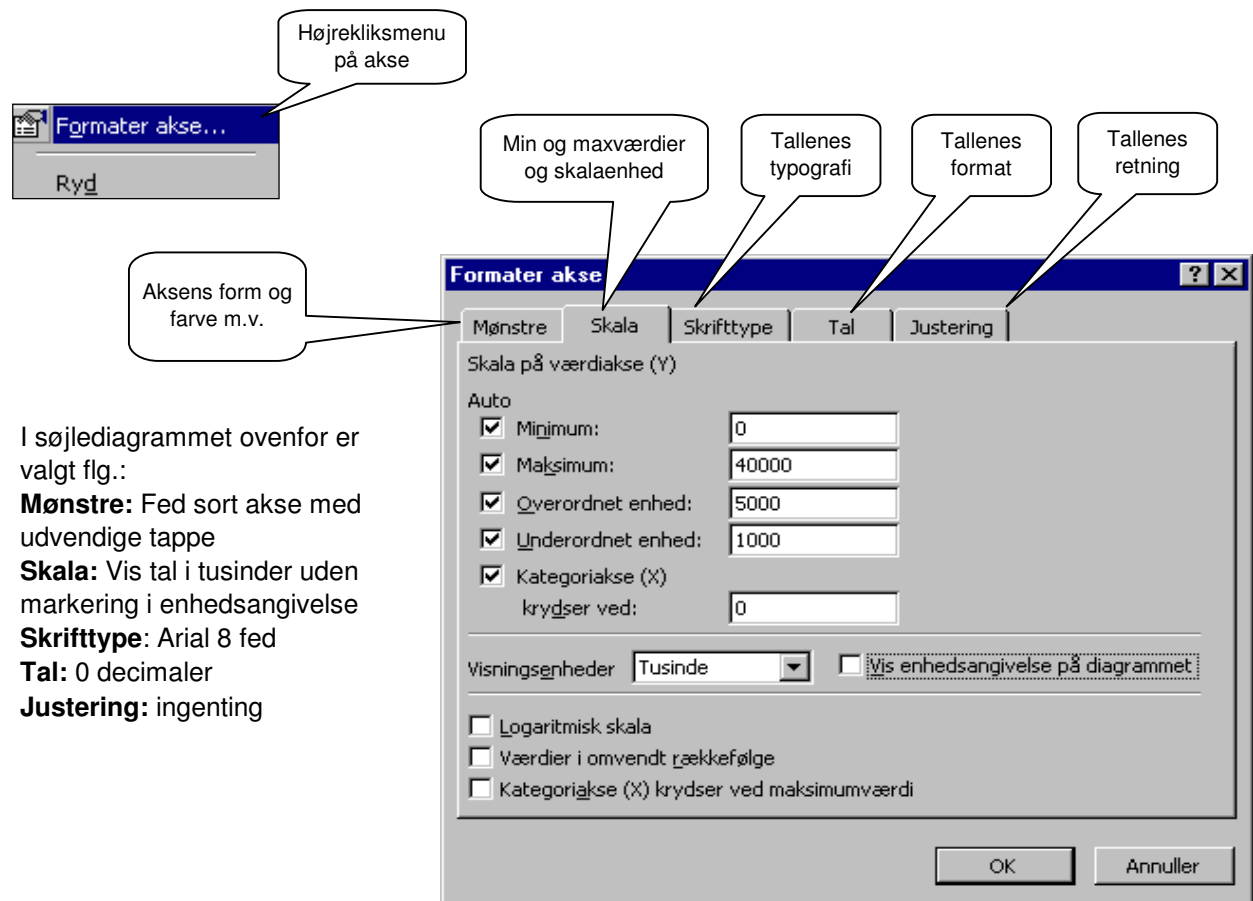 Højrekliksmenu
på akse
Formater akse...
Ryd
Min og maxværdier
og skalaenhed
Tallenes
typografi
Tallenes
format
Tallenes
retning
Aksens form og
farve m.v.
I søjlediagrammet ovenfor er
valgt flg.:
Mønstre: Fed sort akse med
udvendige tappe
Skala: Vis tal i tusinder uden
markering i enhedsangivelse
Skrifttype: Arial 8 fed
Tal: 0 decimaler
Justering: ingenting
Formater akse
Mønstre Skala Skrifttype Tal Justering
Skala på værdiakse (Y)
Auto
Minimum: 0
Maksimum: 40000
Overordnet enhed: 5000
Underordnet enhed: 1000
Kategoriakse (X)
krydser ved: 0
Visningsenheder Tusinde Vis enhedsangivelse på diagrammet
Logaritmisk skala
Værdier i omvendt rækkefølge
Kategoriakse (X) krydser ved maksimumværdi
OK Annuller